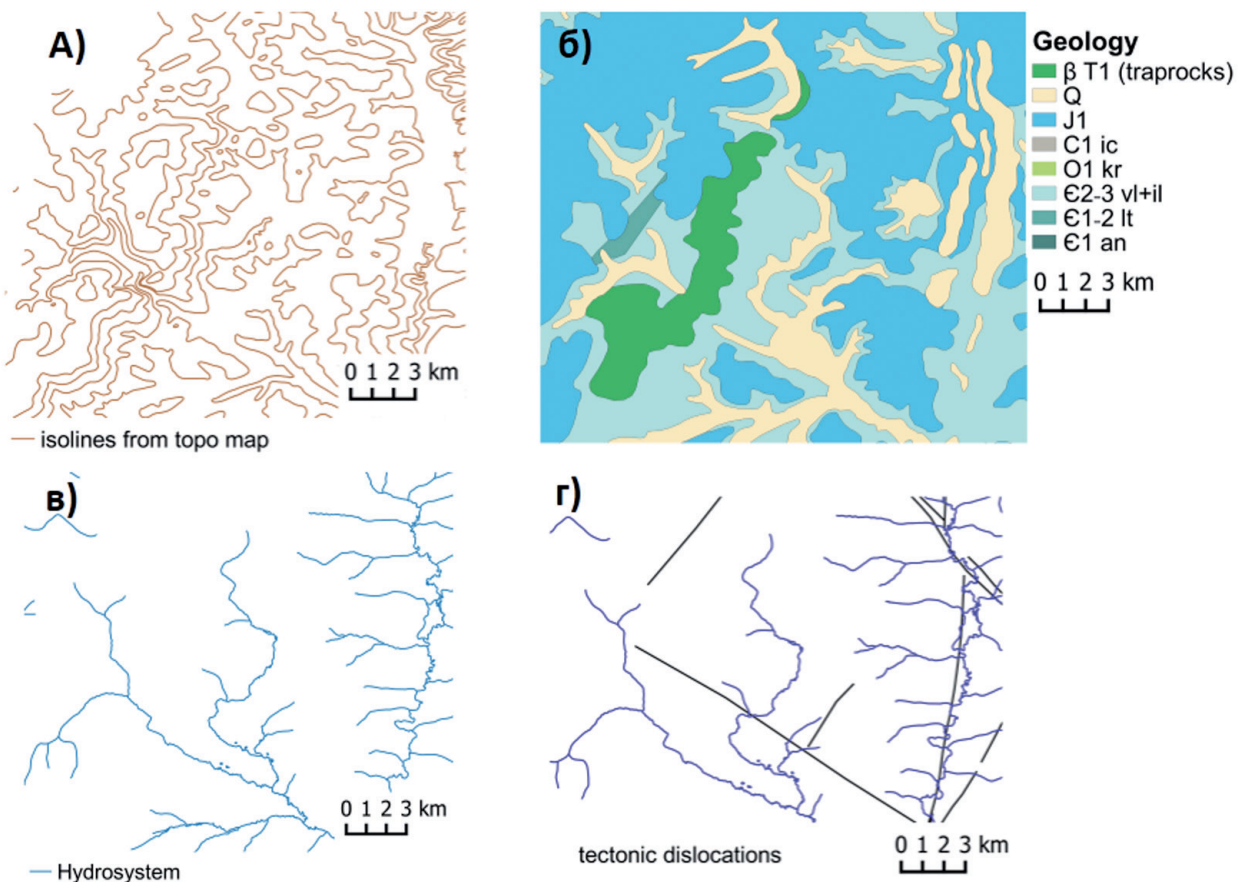 А)
0 1 2 3 km
isolines from topo map
б)
Geology
β T1 (traprocks)
Q
J1
C1 ic
O1 kr
Є2-3 vl+il
Є1-2 lt
Є1 an
0 1 2 3 km
в)
0 1 2 3 km
Hydrosystem
г)
0 1 2 3 km
tectonic dislocations